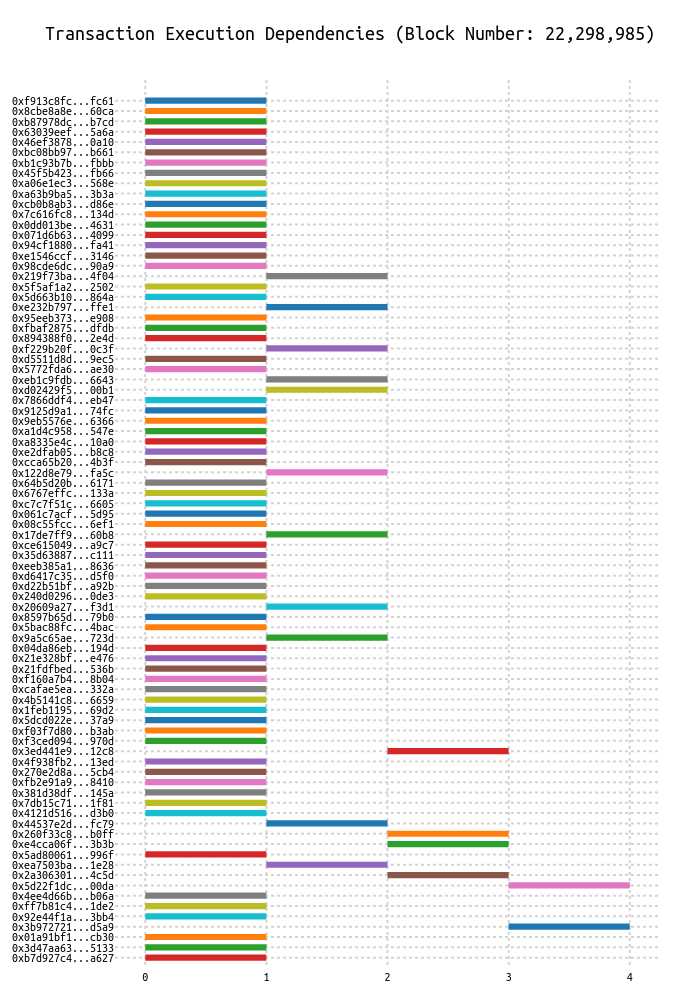 Transaction Execution Dependencies (Block Number: 22,298,985)
0xf913c8fc...fc61
0x8cbe8a8e...60ca
0xb87978dc...b7cd
0x63039eef...5a6a
0x46ef3878...0a10
0xbc08bb97...b661
0xb1c93b7b...fbbb
0x45f5b423...fb66
0xa06e1ec3...568e
0xa63b9ba5...3b3a
0xcb0b8ab3...d86e
0x7c616fc8...134d
0x0dd013be...4631
0x071d6b63...4099
0x94cf1880...fa41
0xe1546ccf...3146
0x98cde6dc...90a9
0x219f73ba...4f04
0x5f5af1a2...2502
0x5d663b10...864a
0xe232b797...ffe1
0x95eeb373...e908
0xfbaf2875...dfdb
0x894388f0...2e4d
0xf229b20f...0c3f
0xd5511d8d...9ec5
0x5772fda6...ae30
0xeb1c9fdb...6643
0xd02429f5...00b1
0x7866ddf4...eb47
0x9125d9a1...74fc
0x9eb5576e...6366
0xa1d4c958...547e
0xa8335e4c...10a0
0xe2dfab05...b8c8
0xcca65b20...4b3f
0x122d8e79...fa5c
0x64b5d20b...6171
0x6767effc...133a
0xc7c7f51c...6605
0x061c7acf...5d95
0x08c55fcc...6ef1
0x17de7ff9...60b8
0xce615049...a9c7
0x35d63887...c111
0xeeb385a1...8636
0xd6417c35...d5f0
0xd22b51bf...a92b
0x240d0296...0de3
0x20609a27...f3d1
0x8597b65d...79b0
0x5bac88fc...4bac
0x9a5c65ae...723d
0x04da86eb...194d
0x21e328bf...e476
0x21fdfbed...536b
0xf160a7b4...8b04
0xcafae5ea...332a
0x4b5141c8...6659
0x1feb1195...69d2
0x5dcd022e...37a9
0xf03f7d80...b3ab
0xf3ced094...970d
0x3ed441e9...12c8
0x4f938fb2...13ed
0x270e2d8a...5cb4
0xfb2e91a9...8410
0x381d38df...145a
0x7db15c71...1f81
0x4121d516...d3b0
0x44537e2d...fc79
0x260f33c8...b0ff
0xe4cca06f...3b3b
0x5ad80061...996f
0xea7503ba...1e28
0x2a306301...4c5d
0x5d22f1dc...00da
0x4ee4d66b...b06a
0xff7b81c4...1de2
0x92e44f1a...3bb4
0x3b972721...d5a9
0x01a91bf1...cb30
0x3d47aa63...5133
0xb7d927c4...a627
0 1 2 3 4